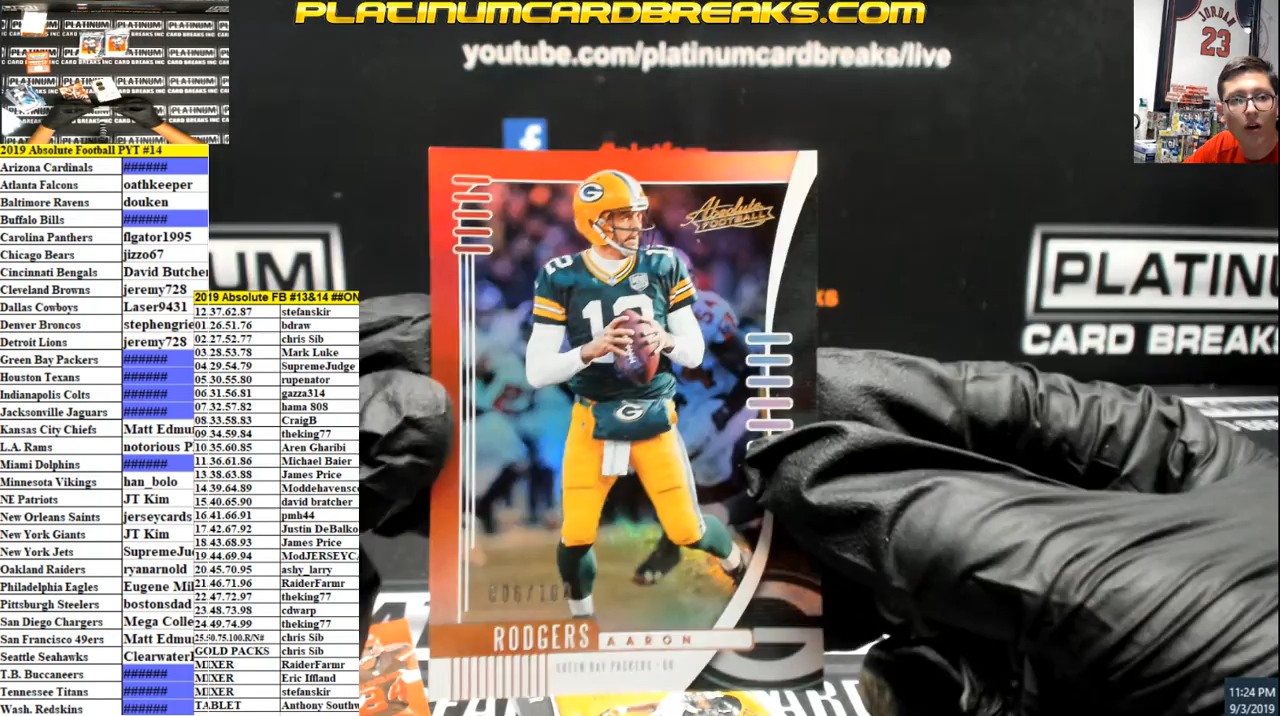 PLATINUMCARDBREAKS.COM
youtube.com/platinumcardbreaks/live
JORDAN
23
2019 Absolute Football PYT #14
Arizona Cardinals ######
Atlanta Falcons oathkeeper
Baltimore Ravens douken
Buffalo Bills ######
Carolina Panthers flgator1995
Chicago Bears jizzo67
Cincinnati Bengals David Butcher
Cleveland Browns jeremy728
Dallas Cowboys Laser9431
Denver Broncos stephengrie
Detroit Lions jeremy728
Green Bay Packers ######
Houston Texans ######
Indianapolis Colts ######
Jacksonville Jaguars ######
Kansas City Chiefs Matt Edmu
L.A. Rams notorious P
Miami Dolphins ######
Minnesota Vikings han_bolo
NE Patriots JT Kim
New Orleans Saints jerseycards
New York Giants JT Kim
New York Jets SupremeJu
Oakland Raiders ryanarnold
Philadelphia Eagles Eugene Mil
Pittsburgh Steelers bostonsdad
San Diego Chargers Mega Colle
San Francisco 49ers Matt Edmu
Seattle Seahawks Clearwater
T.B. Buccaneers ######
Tennessee Titans ######
Wash. Redskins ######
2019 Absolute FB #13&14 ##ON
12.37.62.87 stefanskir
01.26.51.76 bdraw
02.27.52.77 chris Sib
03.28.53.78 Mark Luke
04.29.54.79 SupremeJudge
05.30.55.80 rupenator
06.31.56.81 gazza314
07.32.57.82 hama 808
08.33.58.83 CraigB
09.34.59.84 theking77
10.35.60.85 Aren Gharibi
11.36.61.86 Michael Baier
13.38.63.88 James Price
14.39.64.89 Moddehavensc
15.40.65.90 david bratcher
16.41.66.91 pmh44
17.42.67.92 Justin DeBalko
18.43.68.93 James Price
19.44.69.94 ModJERSEYCA
20.45.70.95 ashy_larry
21.46.71.96 RaiderFarmr
22.47.72.97 theking77
23.48.73.98 cdwarp
24.49.74.99 theking77
25.50.75.100.R/N# chris Sib
GOLD PACKS chris Sib
MIXER RaiderFarmr
MIXER Eric Iffland
MIXER stefanskir
TABLET Anthony Southw
Absolute
FOOTBALL
12
12
G
RODGERS AARON
GREEN BAY PACKERS - QB
UM
PLATINU
CARD BREAK
11:24 PM
9/3/2019